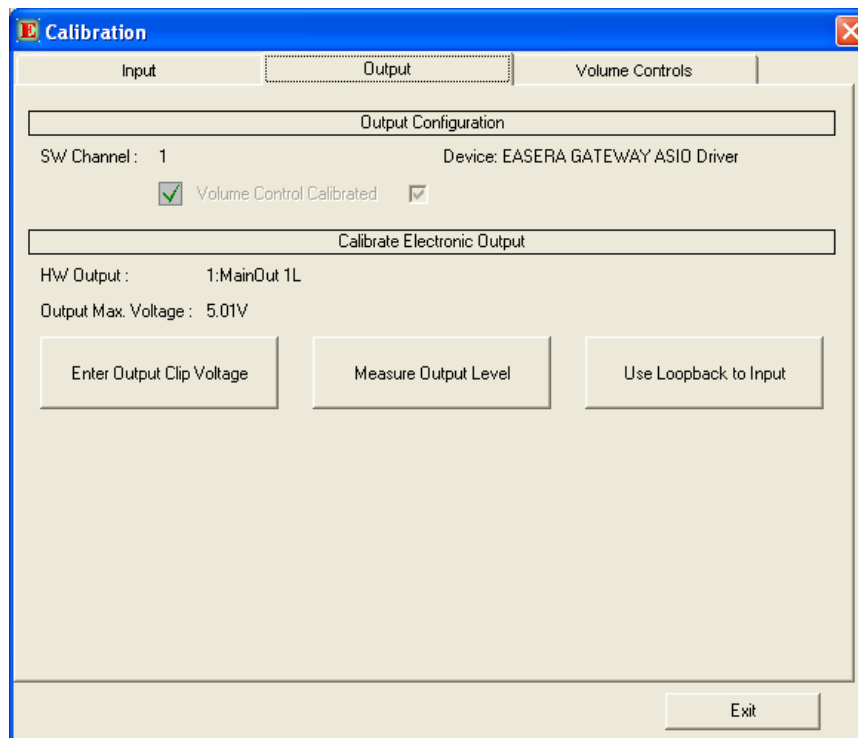 E Calibration
Input Output Volume Controls
Output Configuration
SW Channel : 1 Device: EASERA GATEWAY ASIO Driver
Volume Control Calibrated
Calibrate Electronic Output
HW Output : 1:MainOut 1L
Output Max. Voltage : 5.01V
Enter Output Clip Voltage Measure Output Level Use Loopback to Input
Exit